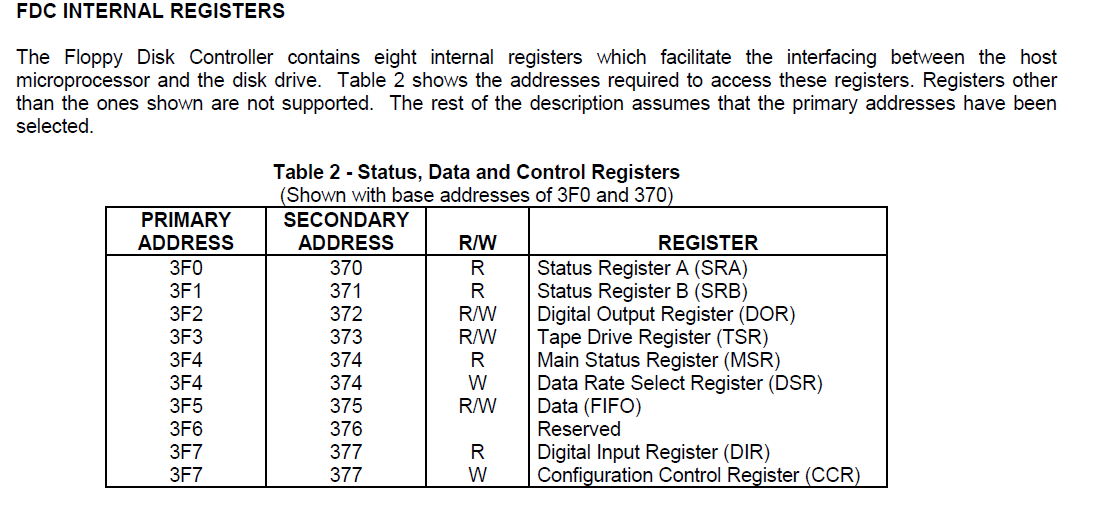 FDC INTERNAL REGISTERS
The Floppy Disk Controller contains eight internal registers which facilitate the interfacing between the host
microprocessor and the disk drive. Table 2 shows the addresses required to access these registers. Registers other
than the ones shown are not supported. The rest of the description assumes that the primary addresses have been
selected.
Table 2 - Status, Data and Control Registers
(Shown with base addresses of 3F0 and 370)
PRIMARY ADDRESS SECONDARY ADDRESS R/W REGISTER
3F0 370 R Status Register A (SRA)
3F1 371 R Status Register B (SRB)
3F2 372 R/W Digital Output Register (DOR)
3F3 373 R/W Tape Drive Register (TSR)
3F4 374 R Main Status Register (MSR)
3F4 374 W Data Rate Select Register (DSR)
3F5 375 R/W Data (FIFO)
3F6 376 Reserved
3F7 377 R Digital Input Register (DIR)
3F7 377 W Configuration Control Register (CCR)